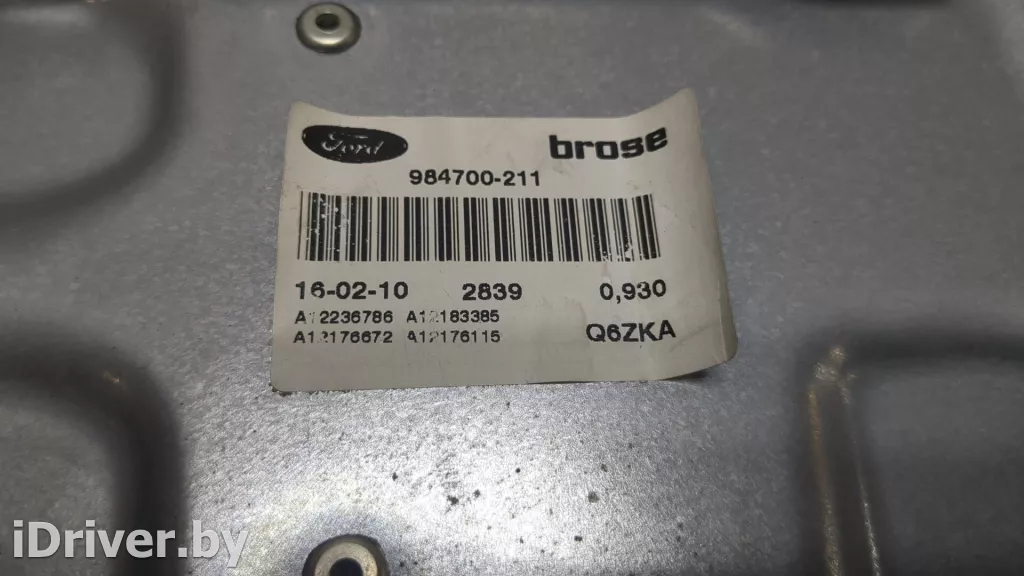 Ford brose
984700-211
16-02-10 2839 0,930
A12236786 A12183385
A12176672 A12176115 Q6ZKA
iDriver.by